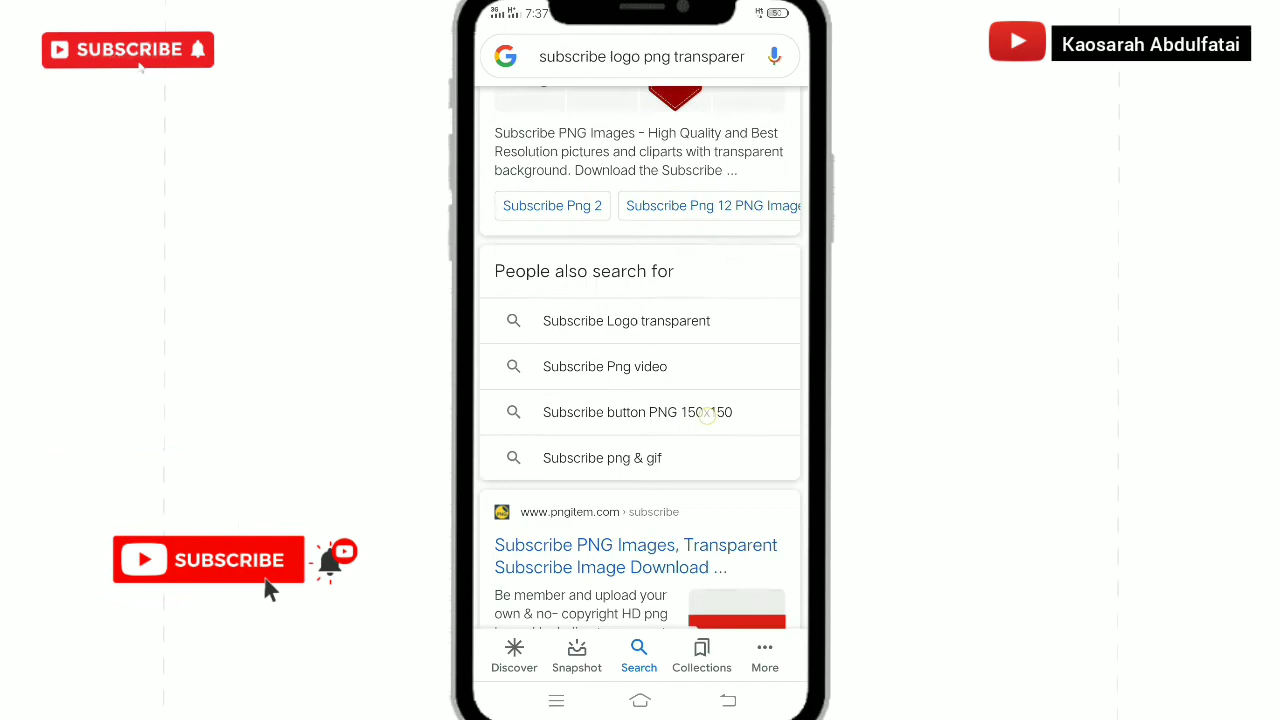 SUBSCRIBE
Kaosarah Abdulfatai
7:37
subscribe logo png transparer
Subscribe PNG Images - High Quality and Best
Resolution pictures and cliparts with transparent
background. Download the Subscribe ...
Subscribe Png 2
Subscribe Png 12 PNG Image
People also search for
Subscribe Logo transparent
Subscribe Png video
Subscribe button PNG 150X150
Subscribe png & gif
www.pngitem.com › subscribe
Subscribe PNG Images, Transparent
Subscribe Image Download ...
Be member and upload your
own & no- copyright HD png
SUBSCRIBE
Discover
Snapshot
Search
Collections
More